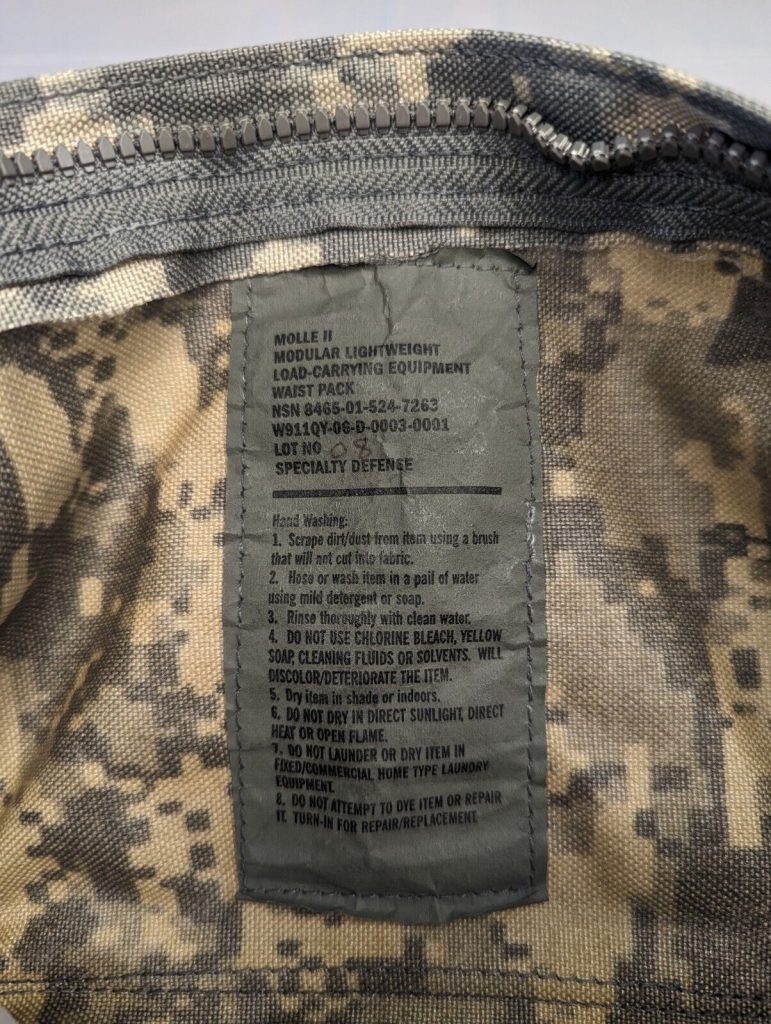 MOLLE II
MODULAR LIGHTWEIGHT
LOAD-CARRYING EQUIPMENT
WAIST PACK
NSN 8465-01-524-7263
W911QY-06-D-0003-0001
LOT NO 08
SPECIALTY DEFENSE
Hand Washing:
1. Scrape dirt/dust from item using a brush
that will not cut into fabric.
2. Hose or wash item in a pail of water
using mild detergent or soap.
3. Rinse thoroughly with clean water.
4. DO NOT USE CHLORINE BLEACH, YELLOW
SOAP, CLEANING FLUIDS OR SOLVENTS. WILL
DISCOLOR/DETERIORATE THE ITEM.
5. Dry item in shade or indoors.
6. DO NOT DRY IN DIRECT SUNLIGHT, DIRECT
HEAT OR OPEN FLAME.
7. DO NOT LAUNDER OR DRY ITEM IN
FIXED/COMMERCIAL HOME TYPE LAUNDRY
EQUIPMENT.
8. DO NOT ATTEMPT TO DYE ITEM OR REPAIR
IT. TURN-IN FOR REPAIR/REPLACEMENT.